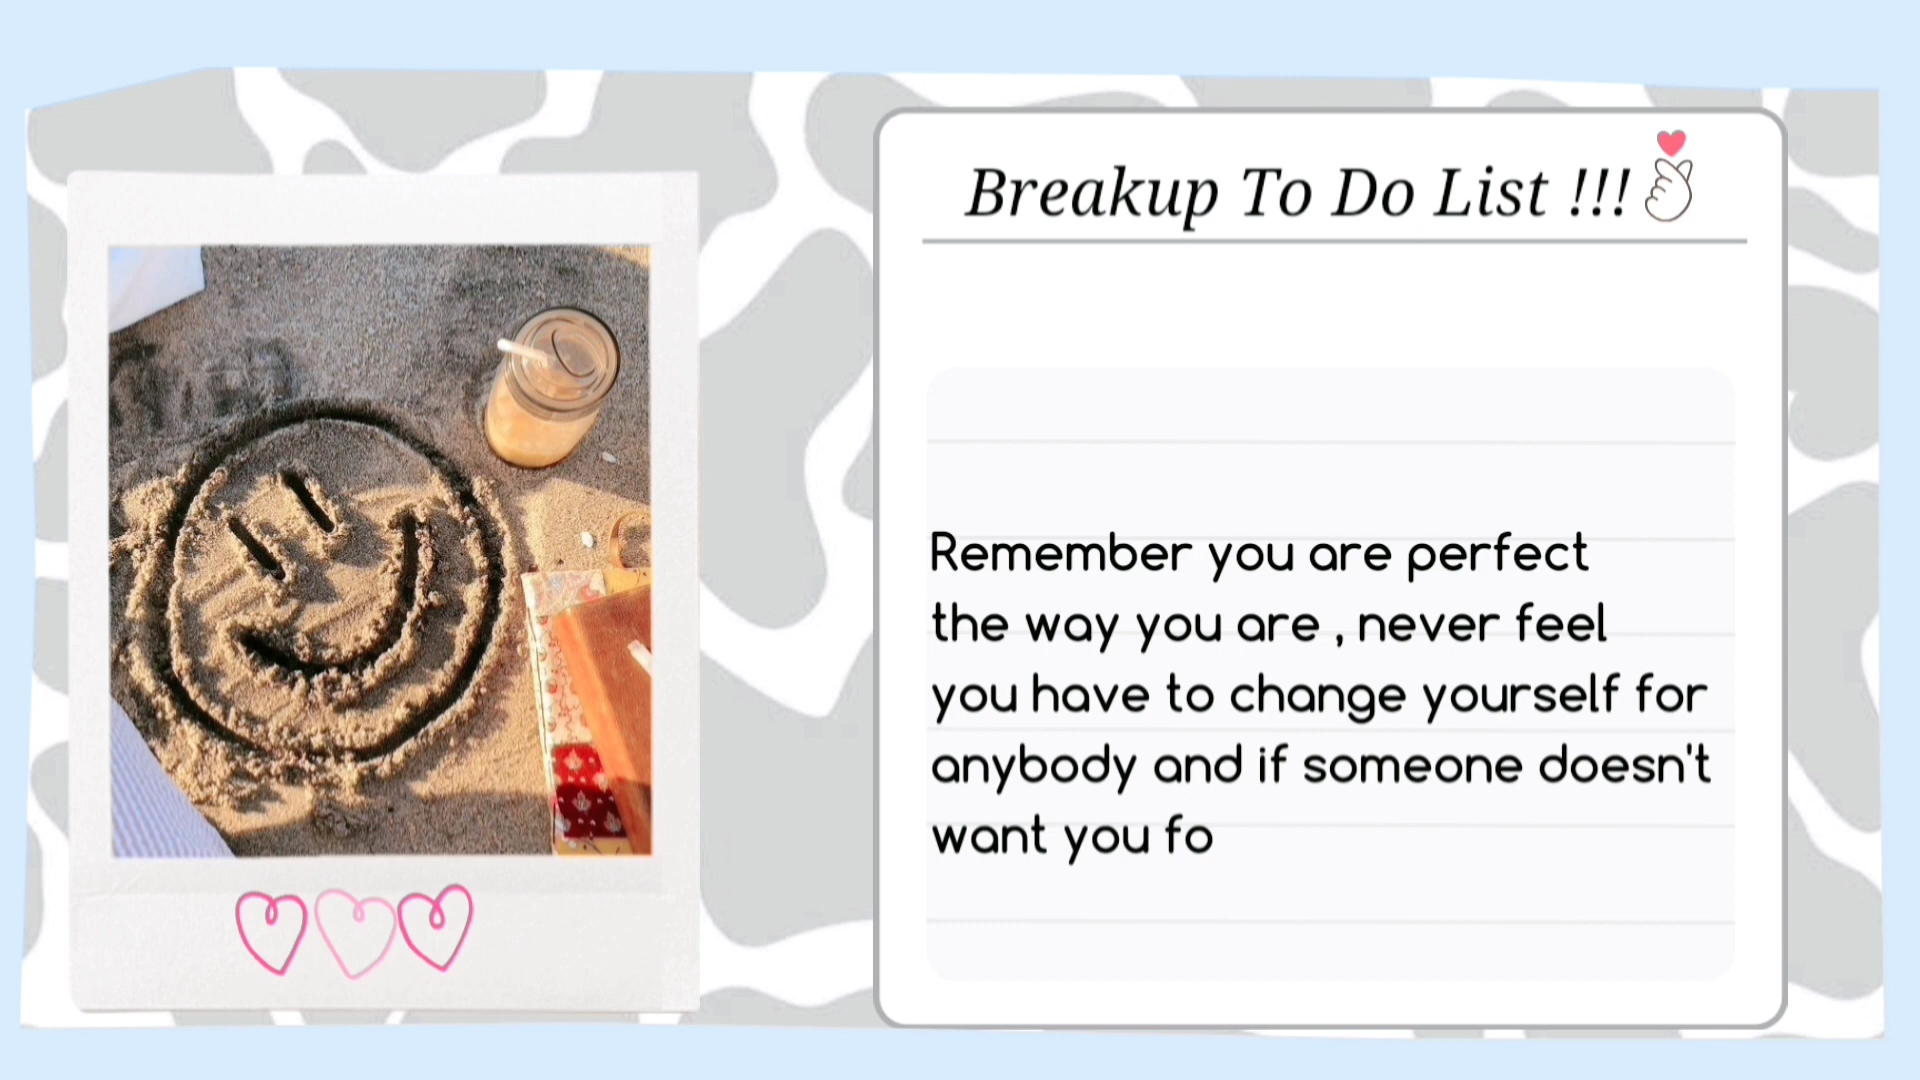 Breakup To Do List !!!
Remember you are perfect
the way you are , never feel
you have to change yourself for
anybody and if someone doesn't
want you fo